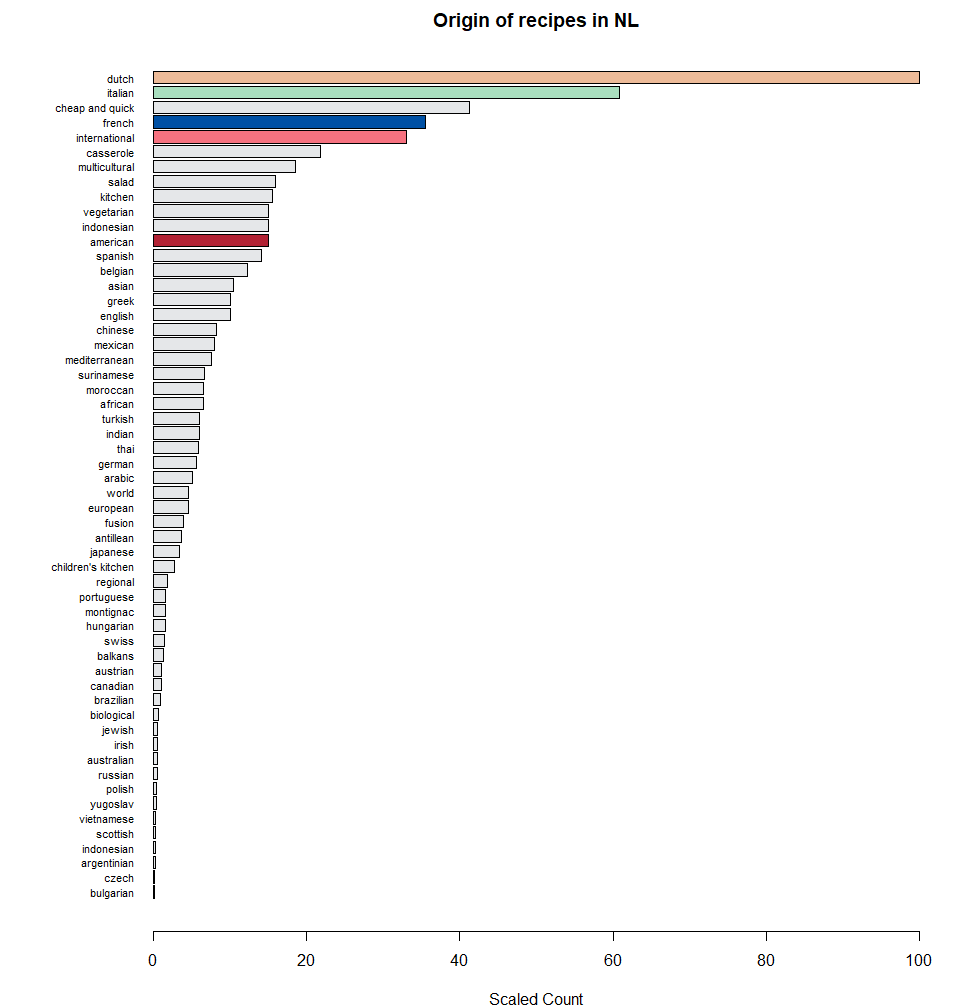 Origin of recipes in NL
dutch
italian
cheap and quick
french
international
casserole
multicultural
salad
kitchen
vegetarian
indonesian
american
spanish
belgian
asian
greek
english
chinese
mexican
mediterranean
surinamese
moroccan
african
turkish
indian
thai
german
arabic
world
european
fusion
antillean
japanese
children's kitchen
regional
portuguese
montignac
hungarian
swiss
balkans
austrian
canadian
brazilian
biological
jewish
irish
australian
russian
polish
yugoslav
vietnamese
scottish
indonesian
argentinian
czech
bulgarian
0 20 40 60 80 100
Scaled Count